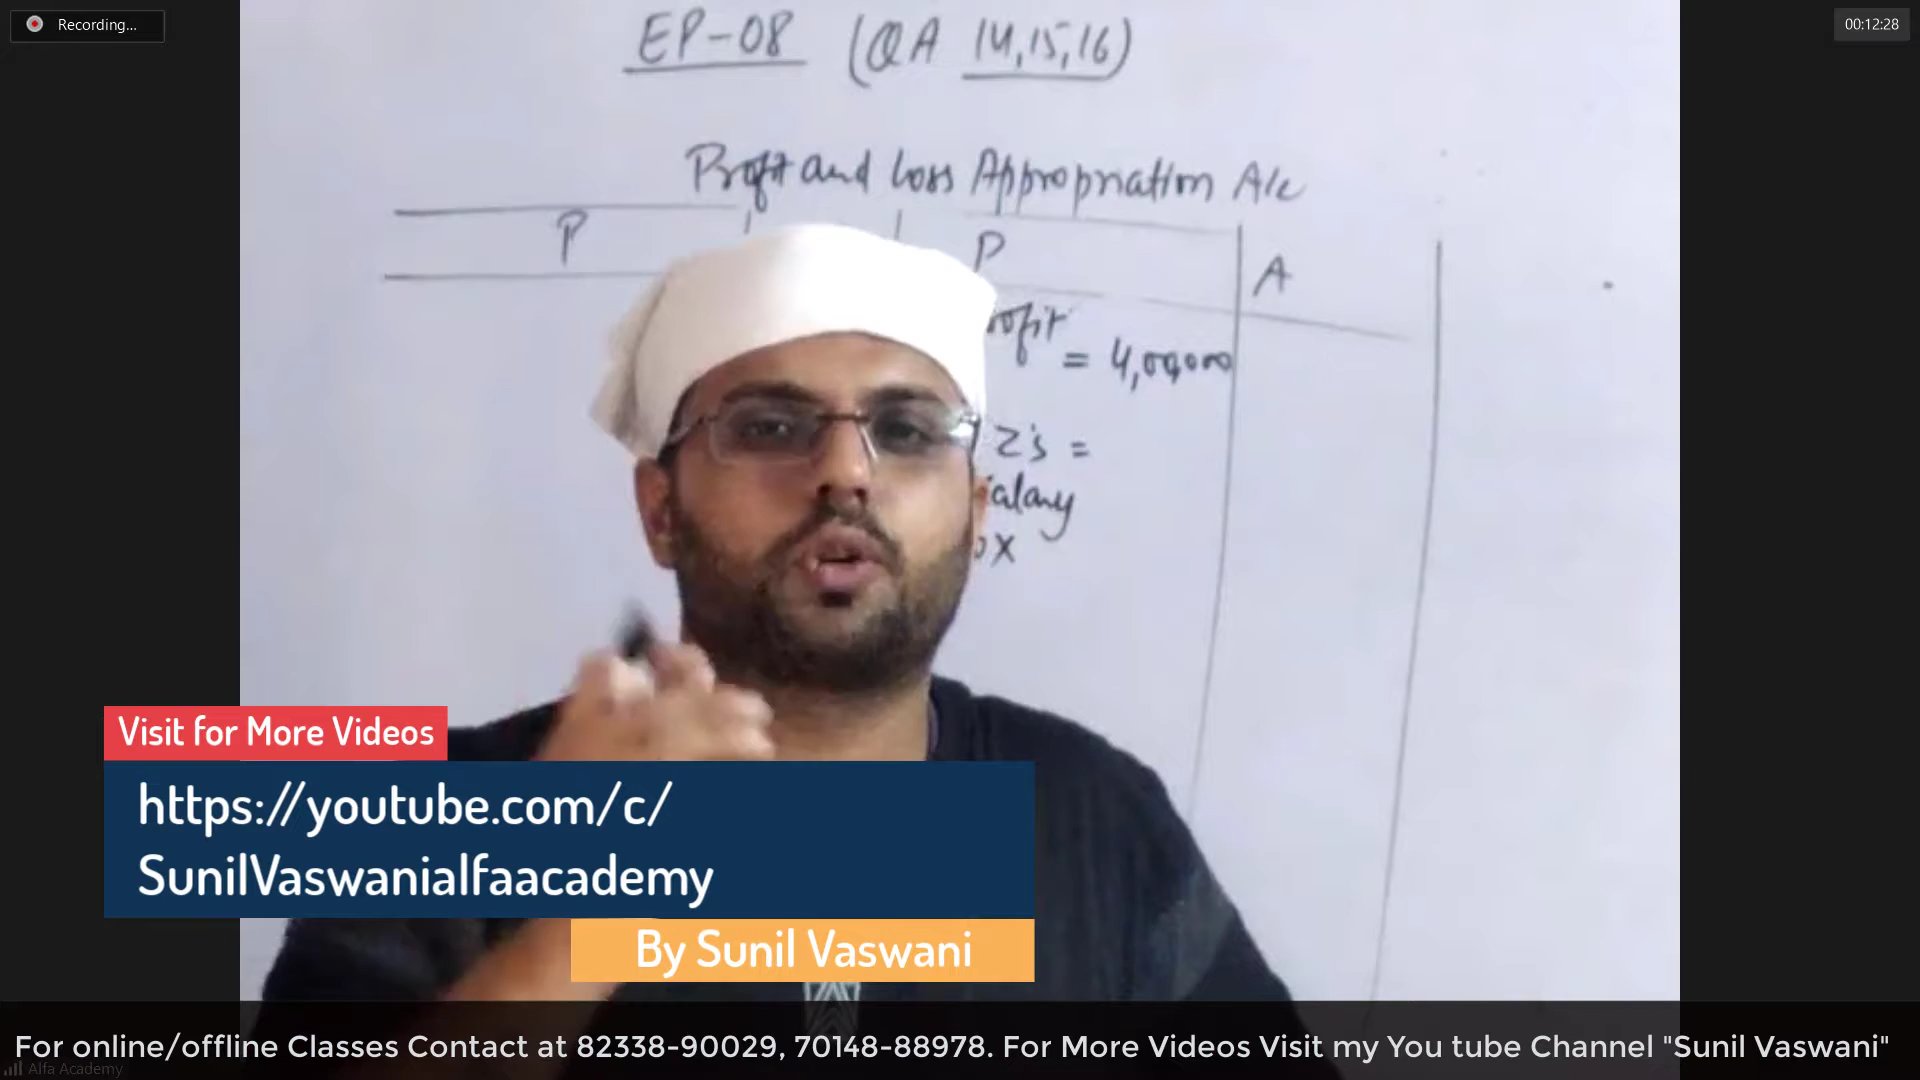 Recording...
00:12:28
EP-08 (QA 14,15,16)
Profit and Loss Appropriation A/c
P
P
A
rofit
= 4,00,000
Z's =
alary
x
Visit for More Videos
https://youtube.com/c/
SunilVaswanialfaacademy
By Sunil Vaswani
For online/offline Classes Contact at 82338-90029, 70148-88978. For More Videos Visit my You tube Channel "Sunil Vaswani"
Alfa Academy